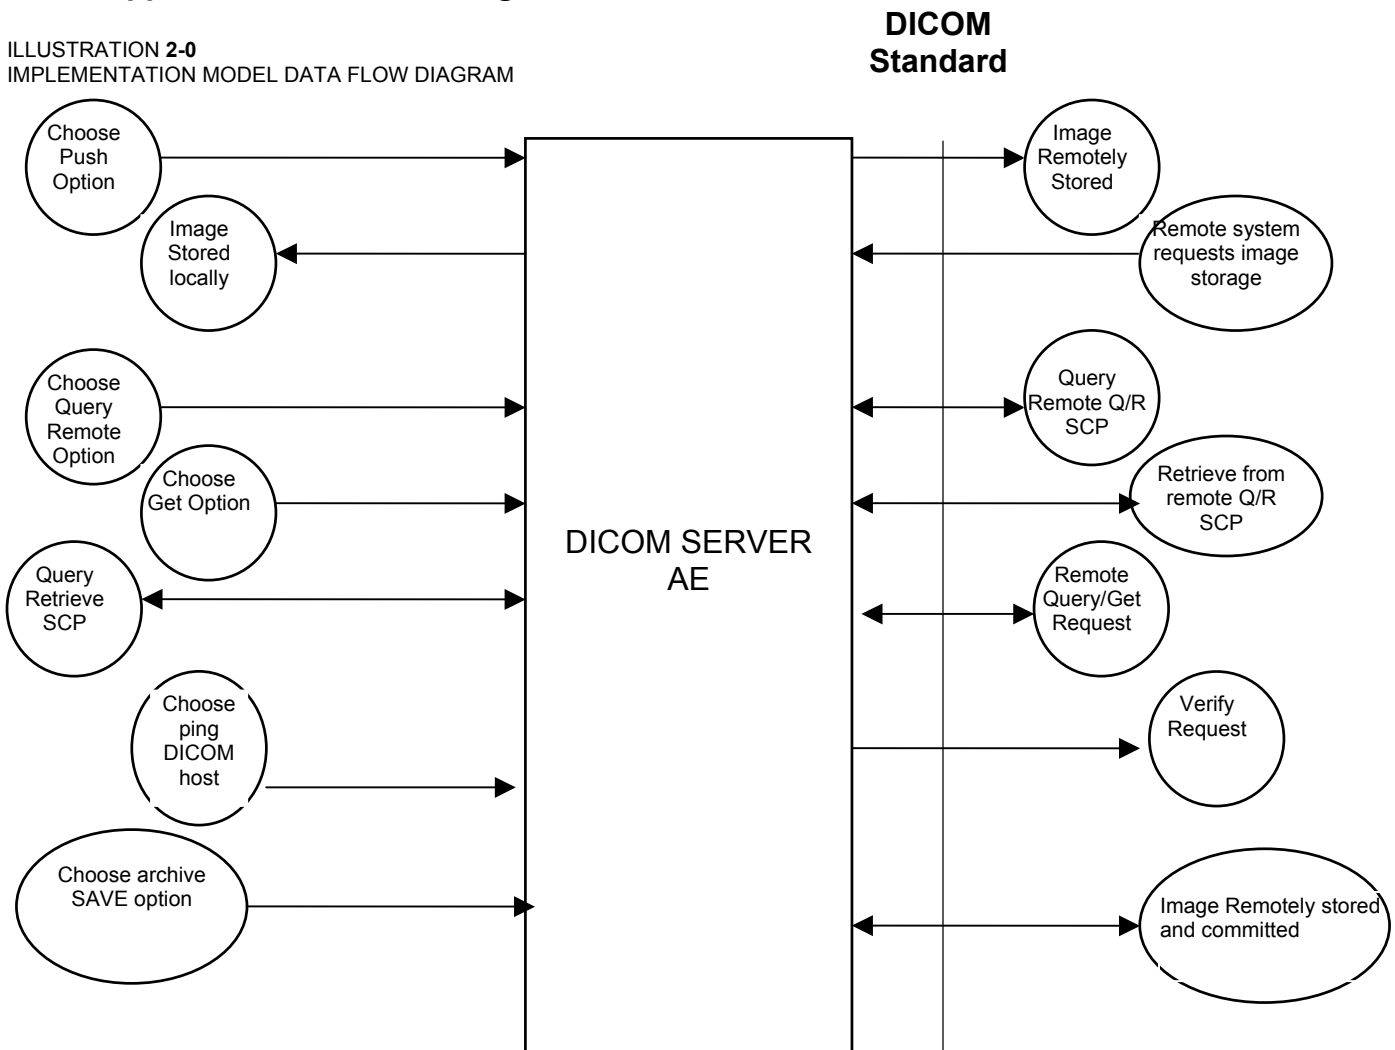 DICOM
Standard
ILLUSTRATION 2-0
IMPLEMENTATION MODEL DATA FLOW DIAGRAM
Choose
Push
Option
Image
Remotely
Stored
Image
Stored
locally
Remote system
requests image
storage
Choose
Query
Remote
Option
Query
Remote Q/R
SCP
Choose
Get Option
Retrieve from
remote Q/R
SCP
DICOM SERVER
AE
Query
Retrieve
SCP
Remote
Query/Get
Request
Choose
ping
DICOM
host
Verify
Request
Choose archive
SAVE option
Image Remotely stored
and committed